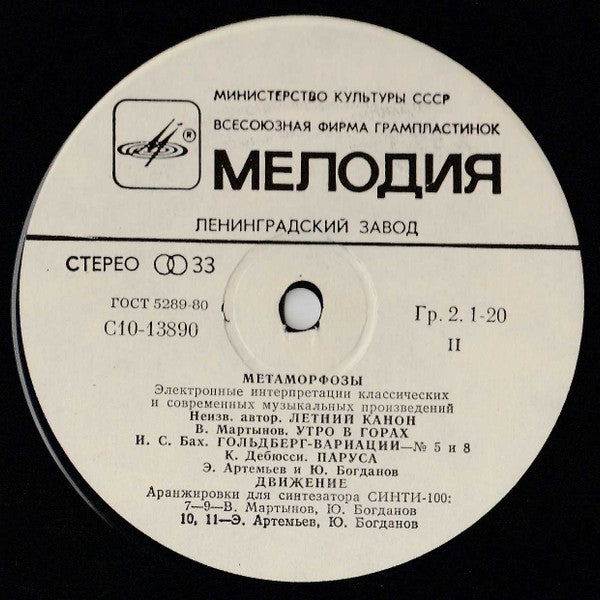 МИНИСТЕРСТВО КУЛЬТУРЫ СССР
ВСЕСОЮЗНАЯ ФИРМА ГРАМПЛАСТИНОК
®
МЕЛОДИЯ
ЛЕНИНГРАДСКИЙ ЗАВОД
СТЕРЕО 33
ГОСТ 5289-80
С10-13890
Гр. 2. 1-20
II
МЕТАМОРФОЗЫ
Электронные интерпретации классических
и современных музыкальных произведений
Неизв. автор. ЛЕТНИЙ КАНОН
В. Мартынов. УТРО В ГОРАХ
И. С. Бах. ГОЛЬДБЕРГ-ВАРИАЦИИ—№ 5 и 8
К. Дебюсси. ПАРУСА
Э. Артемьев и Ю. Богданов
ДВИЖЕНИЕ
Аранжировки для синтезатора СИНТИ-100:
7—9—В. Мартынов, Ю. Богданов
10, 11—Э. Артемьев, Ю. Богданов